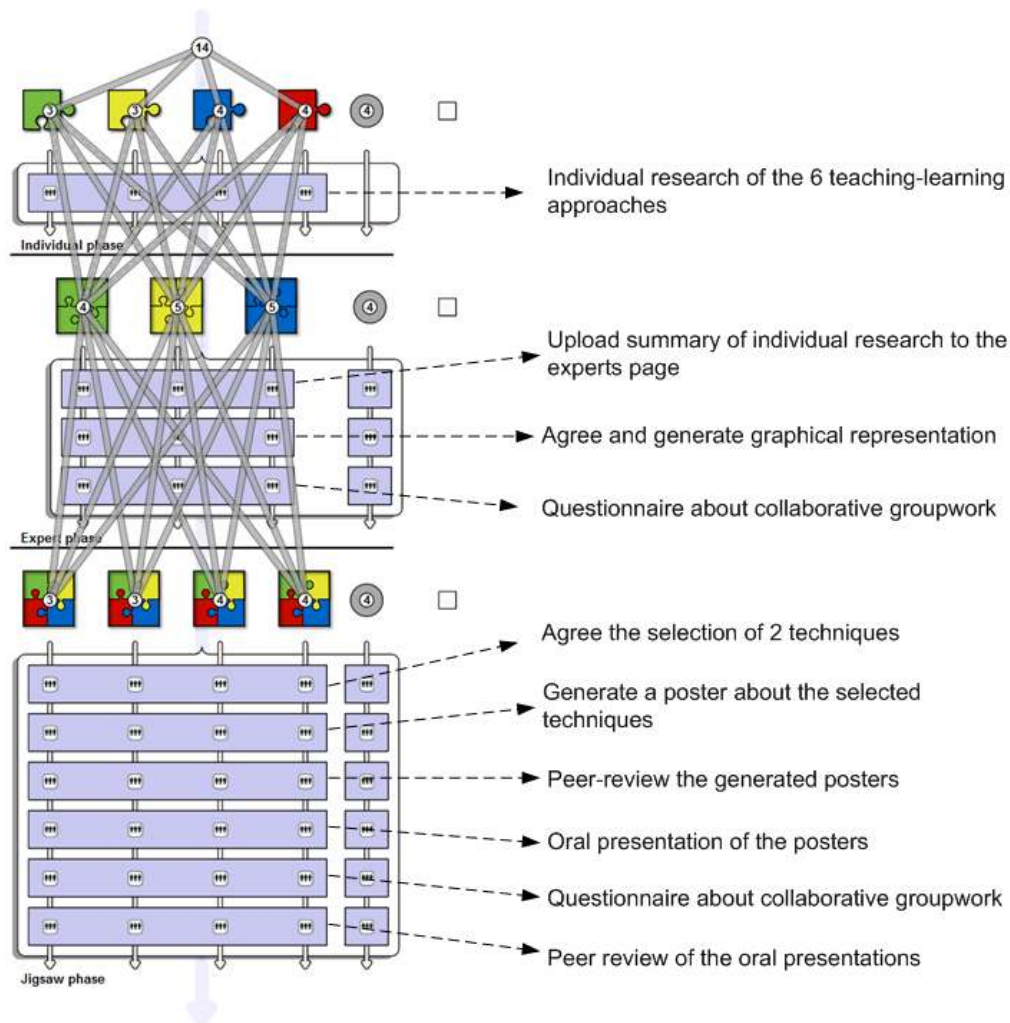 14
3
3
4
4
4
Individual research of the 6 teaching-learning
approaches
Individual phase
4
5
5
4
Upload summary of individual research to the
experts page
Agree and generate graphical representation
Questionnaire about collaborative groupwork
Expert phase
3
3
4
4
4
Agree the selection of 2 techniques
Generate a poster about the selected
techniques
Peer-review the generated posters
Oral presentation of the posters
Questionnaire about collaborative groupwork
Peer review of the oral presentations
Jigsaw phase